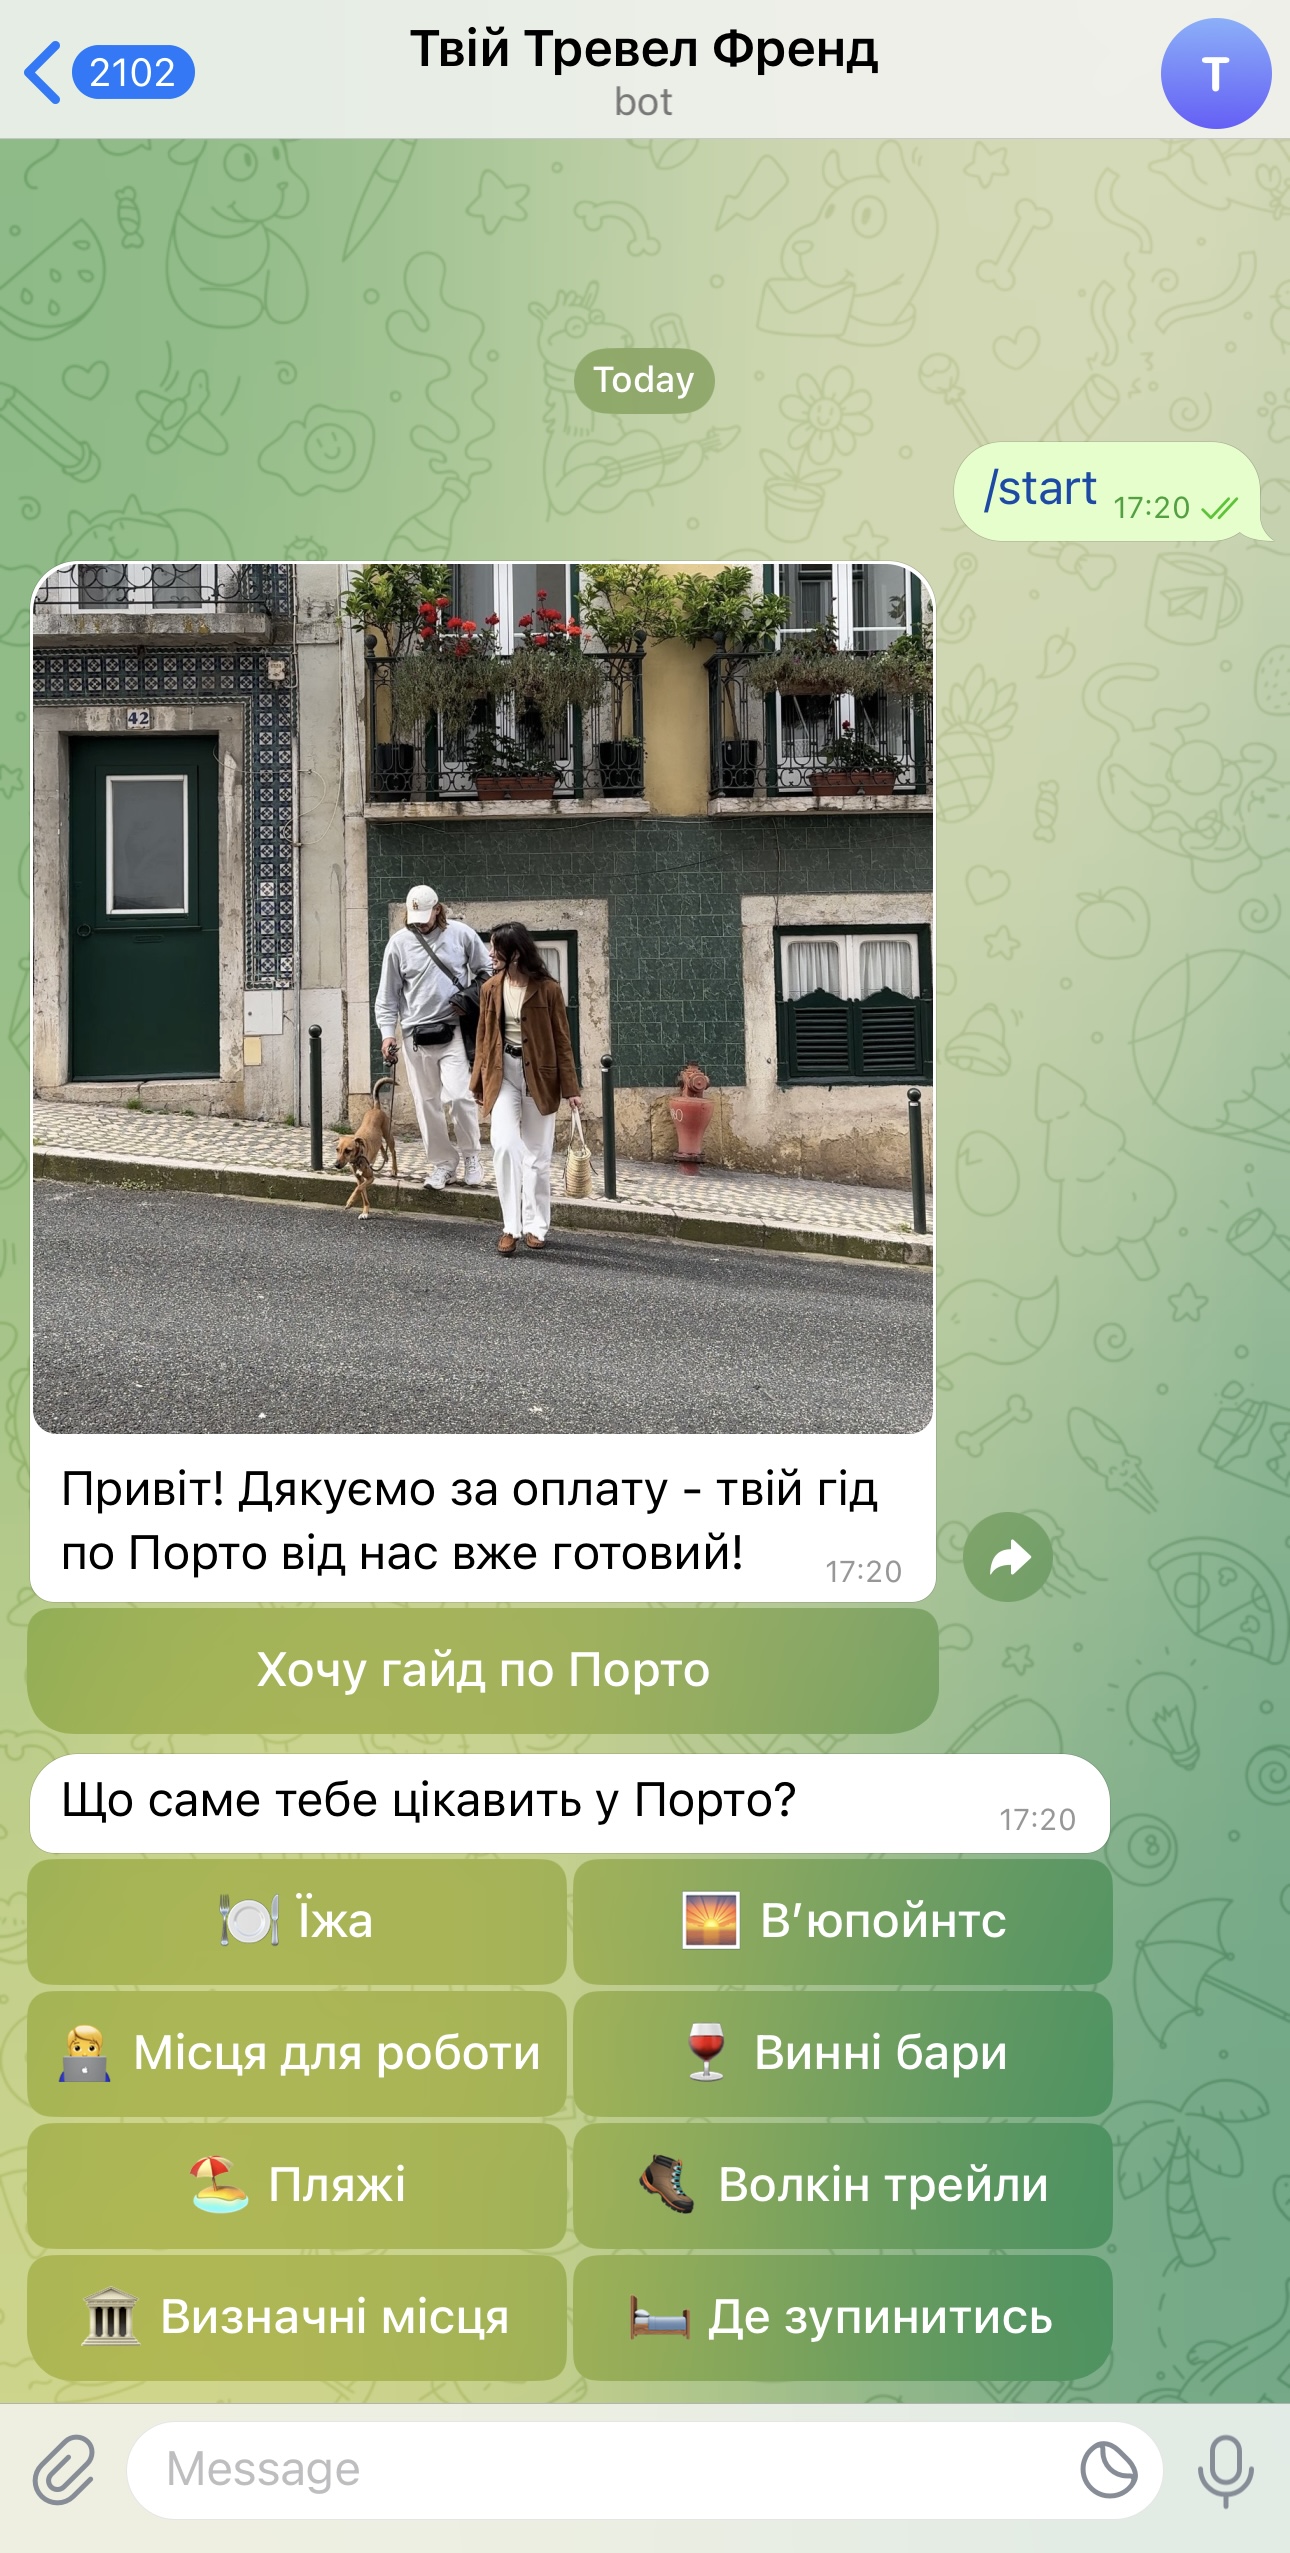 2102
Твій Тревел Френд
bot
T
Today
/start 17:20
42
Привіт! Дякуємо за оплату - твій гід
по Порто від нас вже готовий!
17:20
Хочу гайд по Порто
Що саме тебе цікавить у Порто?
17:20
🍽️ Їжа
🌅 В’юпойнтс
🧑‍💻 Місця для роботи
🍷 Винні бари
🏖️ Пляжі
🥾 Волкін трейли
🏛️ Визначні місця
🛏️ Де зупинитись
Message